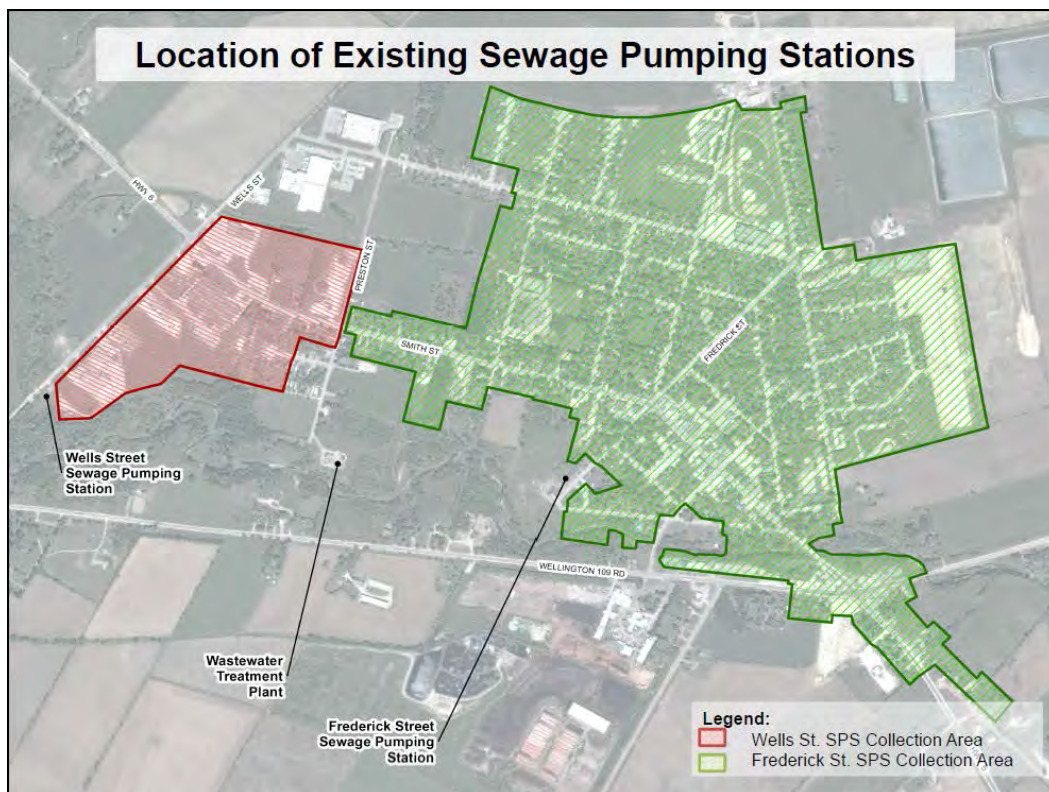 Location of Existing Sewage Pumping Stations
HWY 6
WELLS ST
PRESTON ST
SMITH ST
FREDRICK ST
Wells Street
Sewage Pumping
Station
WELLINGTON 109 RD
Wastewater
Treatment
Plant
Frederick Street
Sewage Pumping
Station
Legend:
Wells St. SPS Collection Area
Frederick St. SPS Collection Area